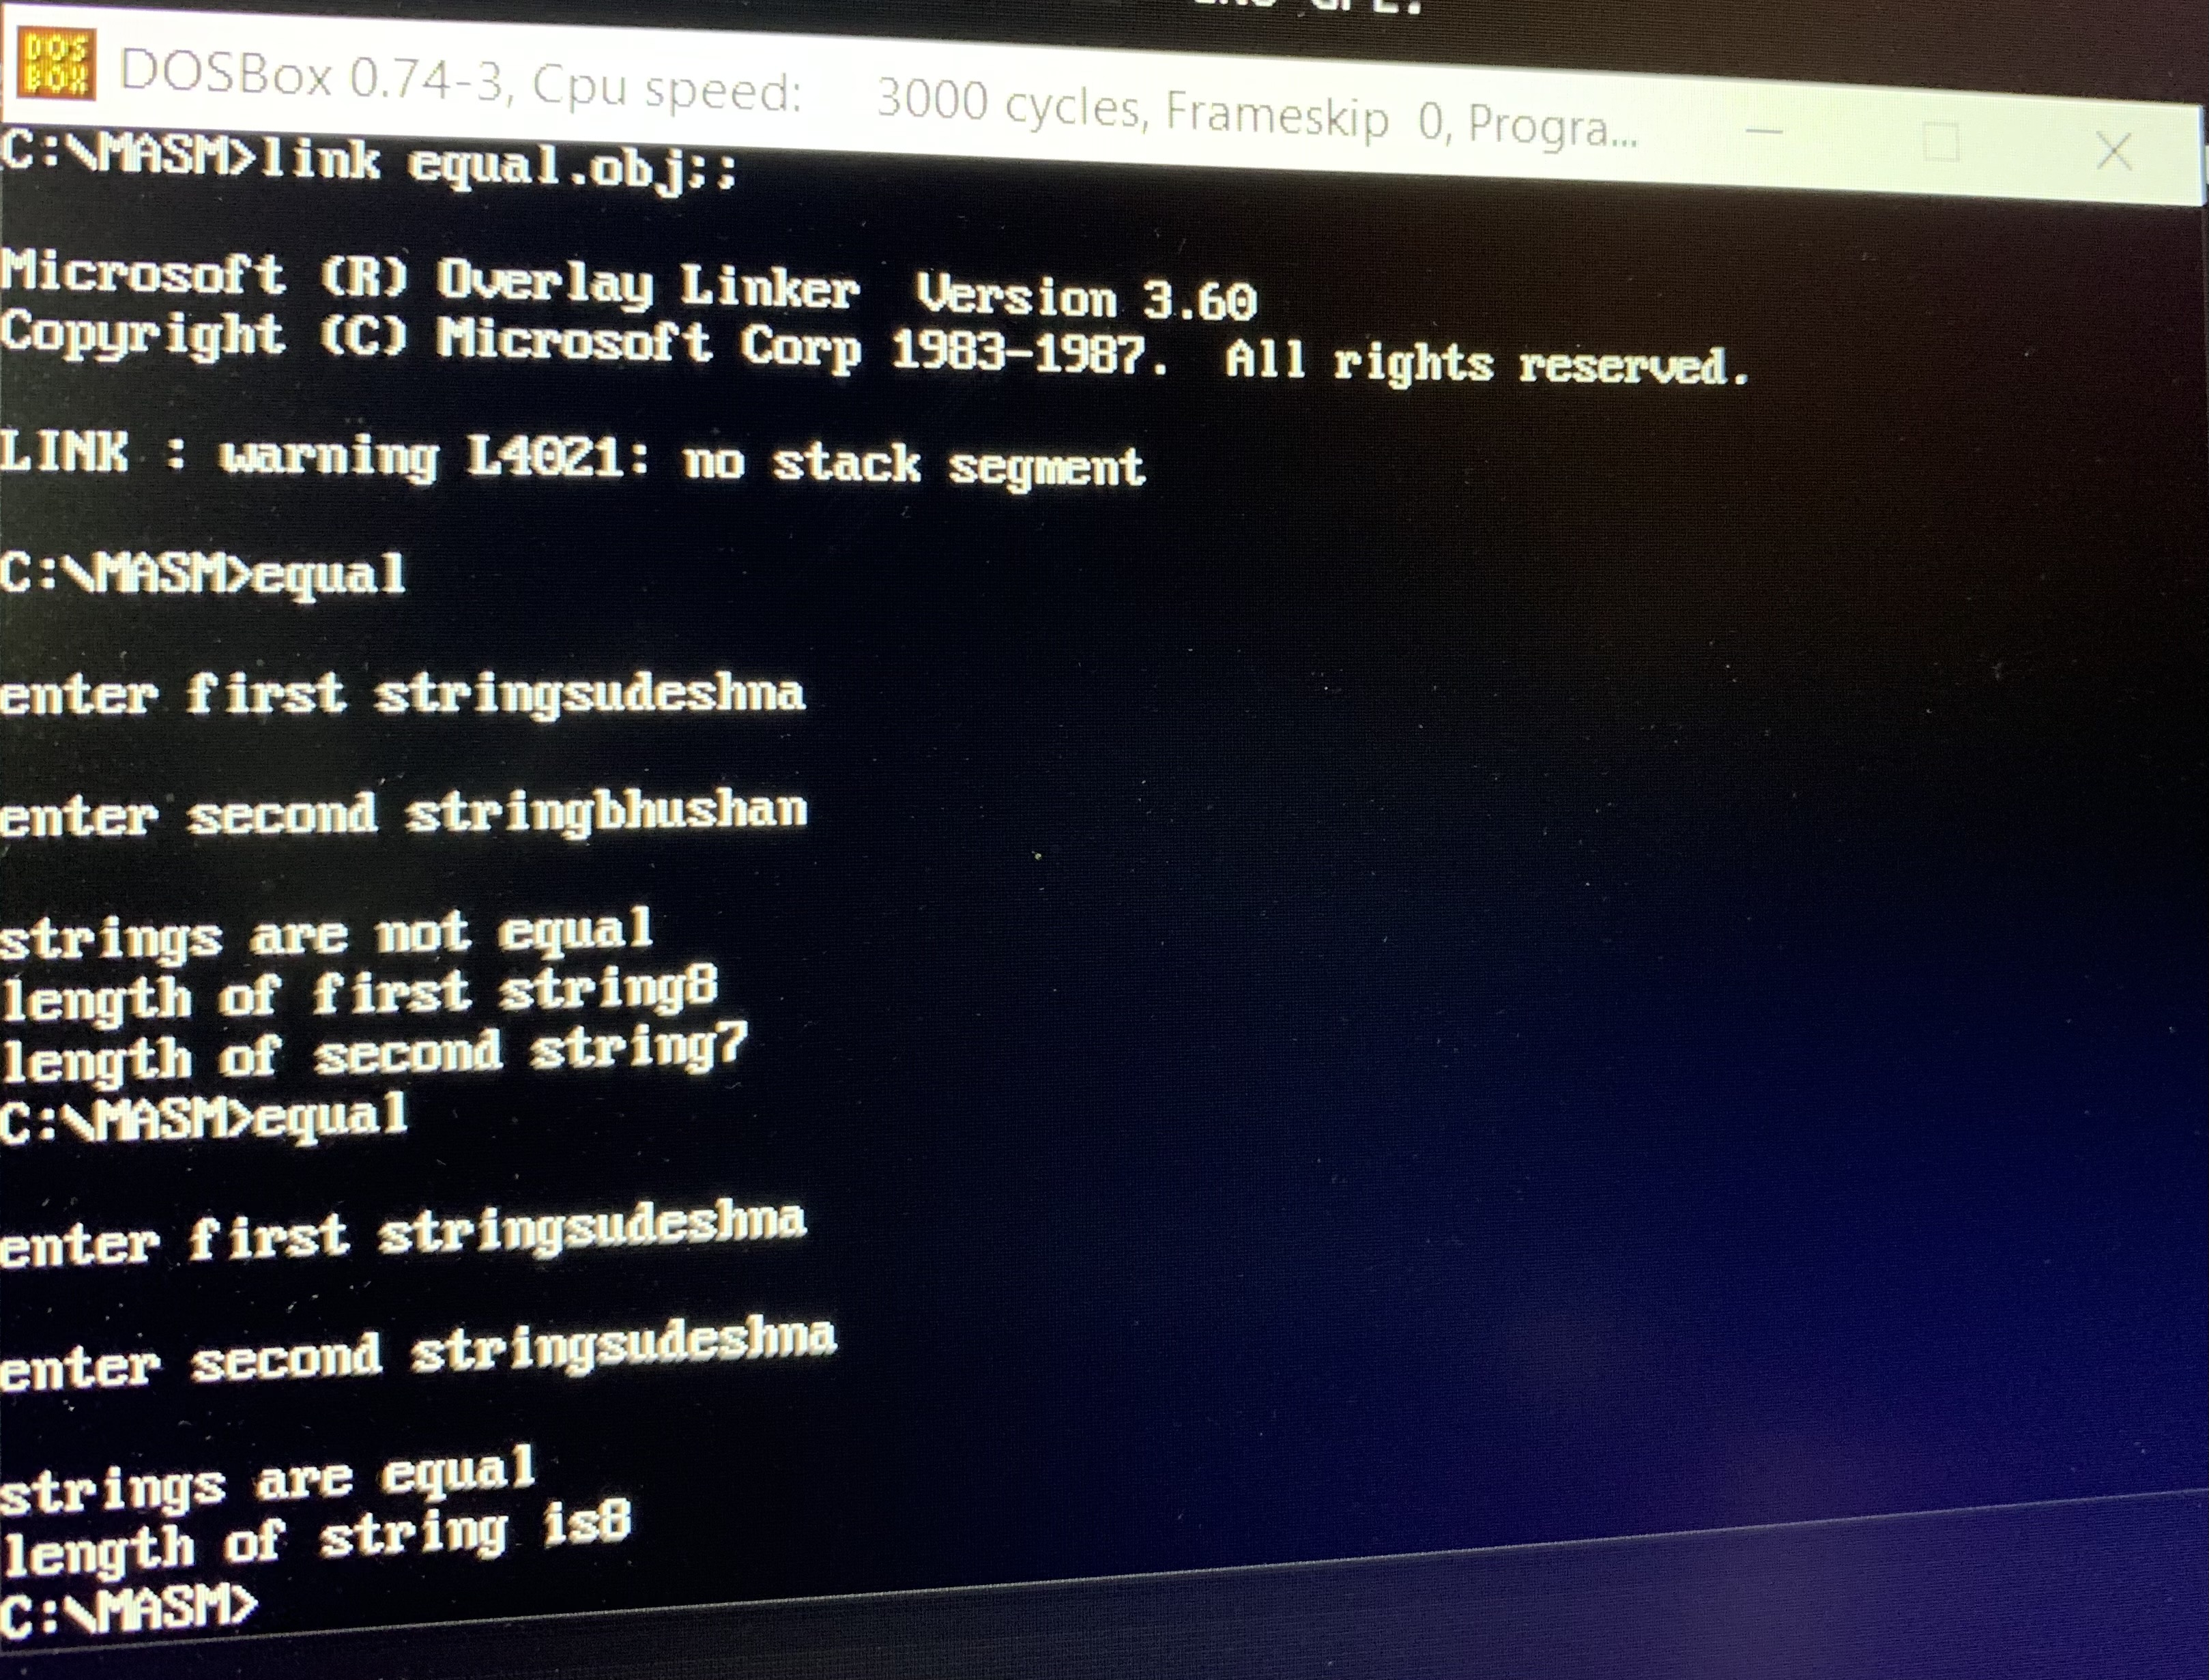 DOS
BOX
DOSBox 0.74-3, Cpu speed: 3000 cycles, Frameskip 0, Progra...
C:\MASM>link equal.obj;;
Microsoft (R) Overlay Linker Version 3.60
Copyright (C) Microsoft Corp 1983-1987. All rights reserved.
LINK : warning L4021: no stack segment
C:\MASM>equal
enter first stringsudeshna
enter second stringbhushan
strings are not equal
length of first string8
length of second string7
C:\MASM>equal
enter first stringsudeshna
enter second stringsudeshna
strings are equal
length of string is8
C:\MASM>